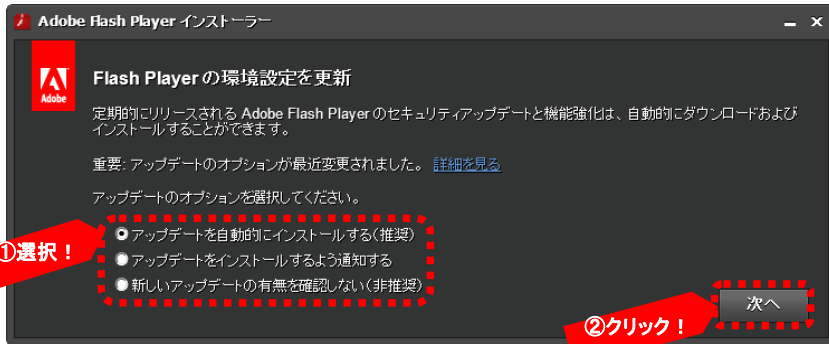 Adobe Flash Player インストーラー
Adobe
Flash Player の環境設定を更新
定期的にリリースされる Adobe Flash Player のセキュリティアップデートと機能強化は、自動的にダウンロードおよび
インストールすることができます。
重要: アップデートのオプションが最近変更されました。 詳細を見る
アップデートのオプションを選択してください。
①選択！
アップデートを自動的にインストールする(推奨)
アップデートをインストールするよう通知する
新しいアップデートの有無を確認しない(非推奨)
次へ
②クリック！